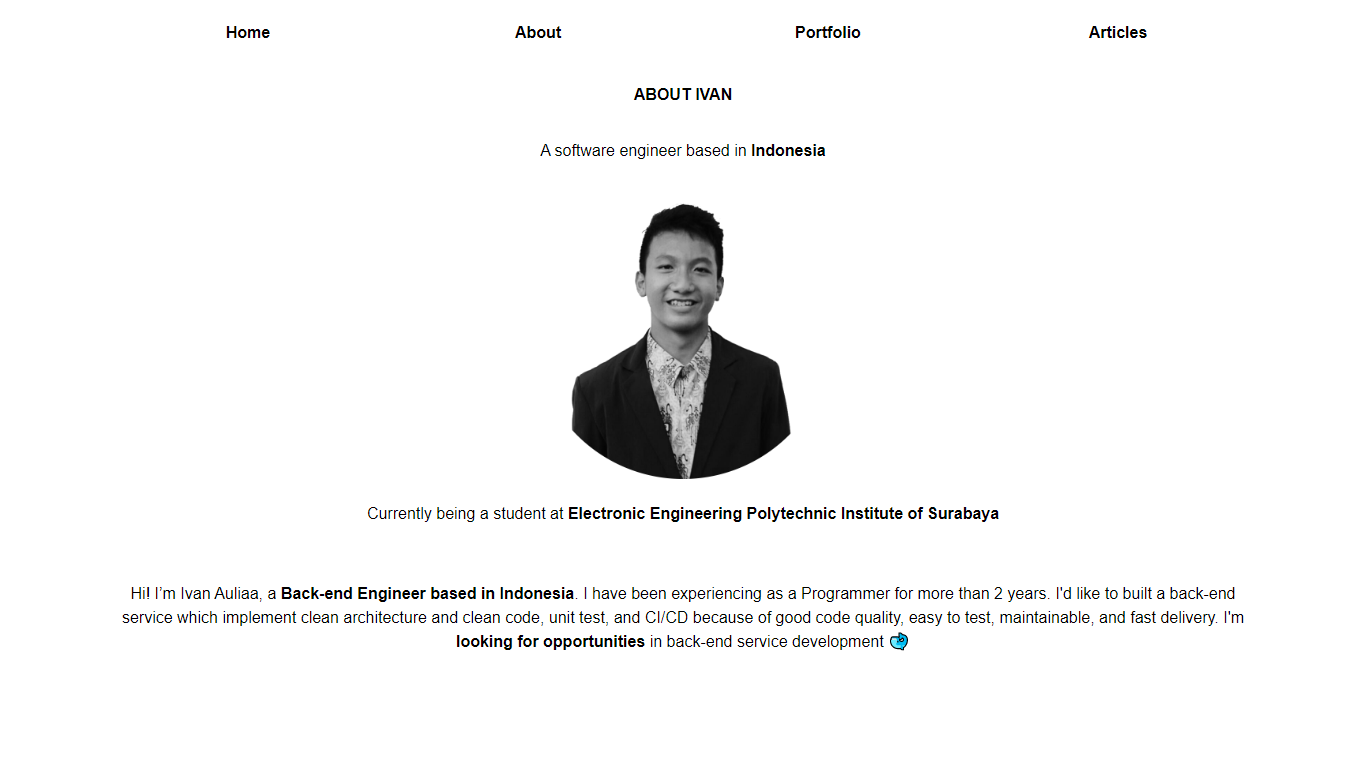 Home About Portfolio Articles
ABOUT IVAN
A software engineer based in Indonesia
Currently being a student at Electronic Engineering Polytechnic Institute of Surabaya
Hi! I’m Ivan Auliaa, a Back-end Engineer based in Indonesia. I have been experiencing as a Programmer for more than 2 years. I'd like to built a back-end
service which implement clean architecture and clean code, unit test, and CI/CD because of good code quality, easy to test, maintainable, and fast delivery. I'm
looking for opportunities in back-end service development